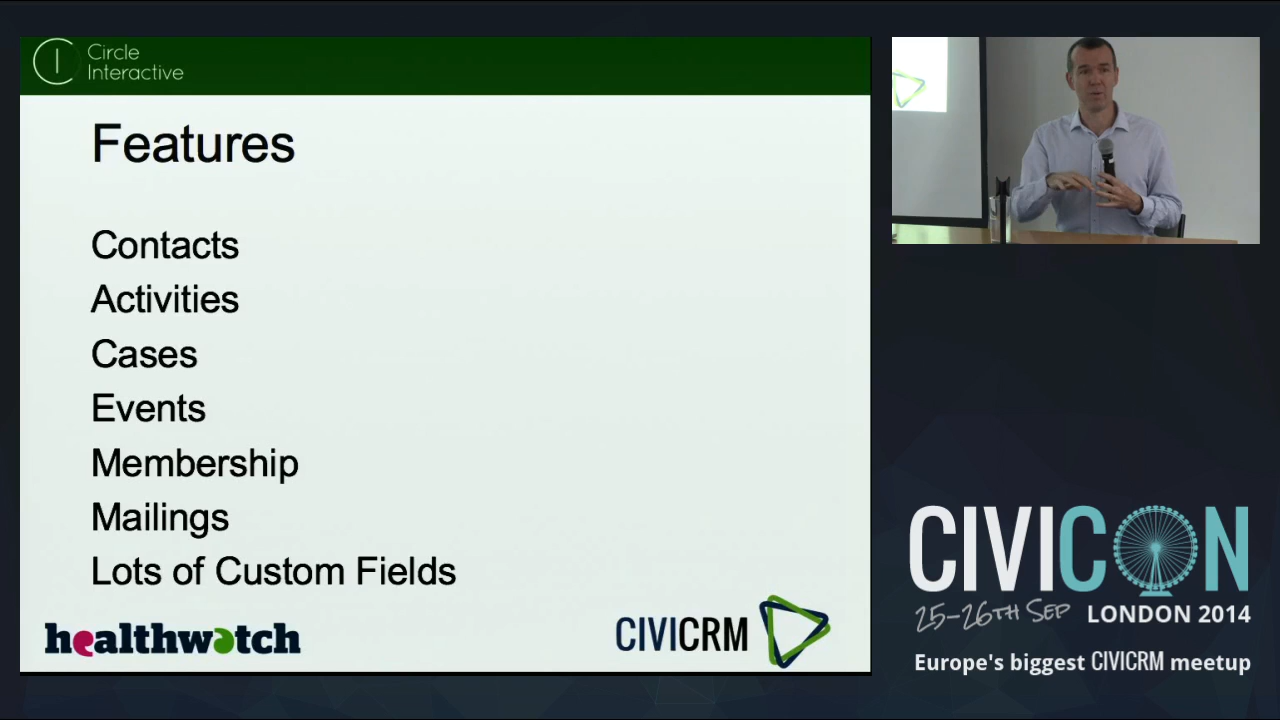 Circle
Interactive
Features
Contacts
Activities
Cases
Events
Membership
Mailings
Lots of Custom Fields
healthwatch
CIVICRM
CIVICON
25-26TH SEP LONDON 2014
Europe's biggest CIVICRM meetup